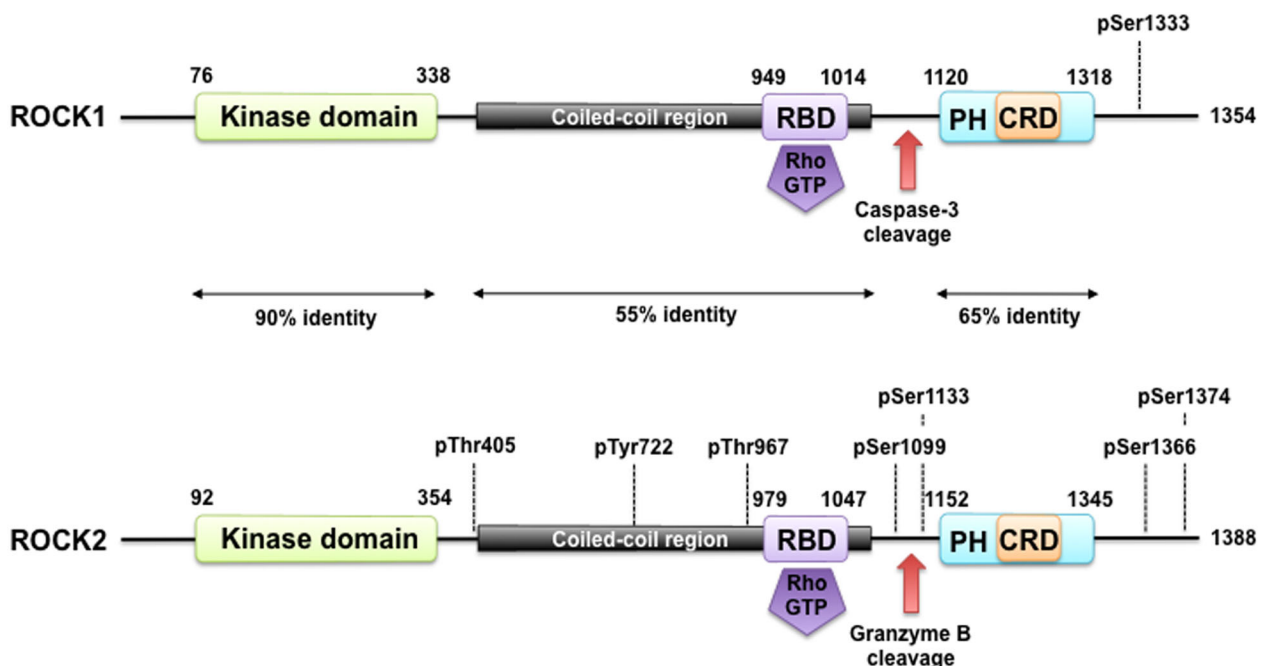 pSer1333
76 338 949 1014 1120 1318
ROCK1 Kinase domain Coiled-coil region RBD PH CRD 1354
Rho
GTP
Caspase-3
cleavage
90% identity 55% identity 65% identity
pSer1133 pSer1374
pThr405 pTyr722 pThr967 pSer1099 pSer1366
92 354 979 1047 1152 1345
ROCK2 Kinase domain Coiled-coil region RBD PH CRD 1388
Rho
GTP
Granzyme B
cleavage